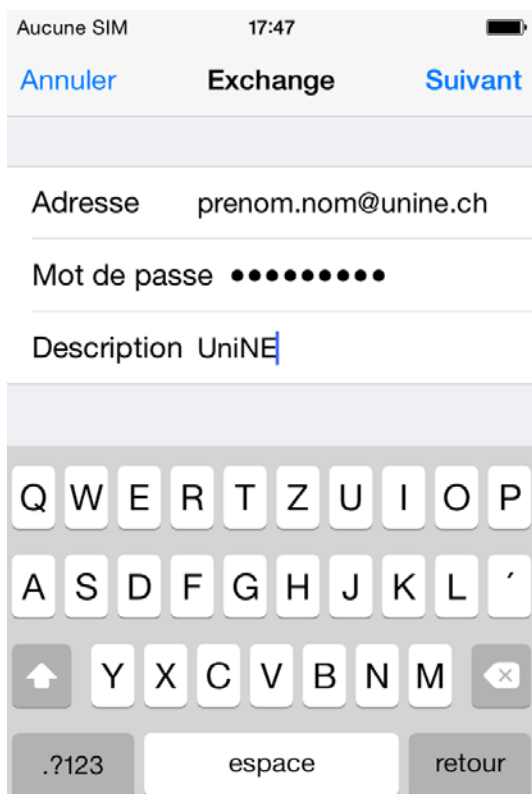 Aucune SIM 17:47
Annuler Exchange Suivant
Adresse prenom.nom@unine.ch
Mot de passe •••••••••
Description UniNE
Q W E R T Z U I O P
A S D F G H J K L ´
Y X C V B N M
.?123 espace retour